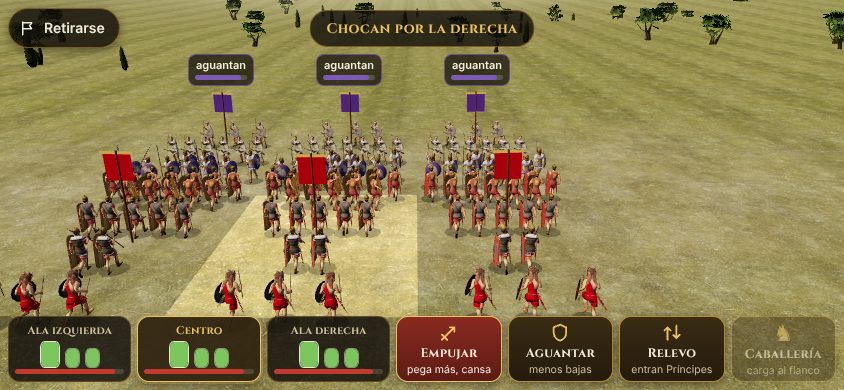 Retirarse
Chocan por la derecha
aguantan
aguantan
aguantan
Ala izquierda
Centro
Ala derecha
Empujar
pega más, cansa
Aguantar
menos bajas
Relevo
entran Príncipes
Caballería
carga al flanco